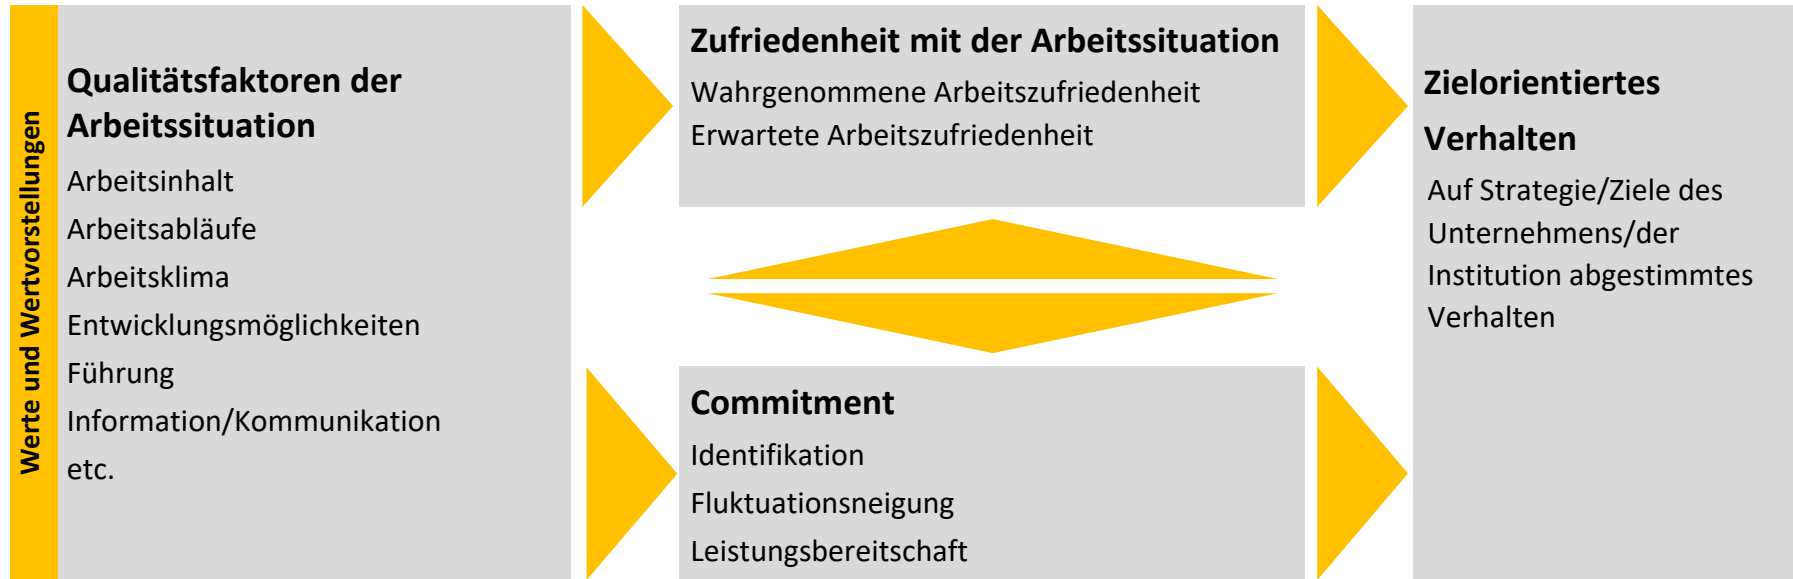 Werte und Wertvorstellungen
Qualitätsfaktoren der
Arbeitssituation
Arbeitsinhalt
Arbeitsabläufe
Arbeitsklima
Entwicklungsmöglichkeiten
Führung
Information/Kommunikation
etc.
Zufriedenheit mit der Arbeitssituation
Wahrgenommene Arbeitszufriedenheit
Erwartete Arbeitszufriedenheit
Commitment
Identifikation
Fluktuationsneigung
Leistungsbereitschaft
Zielorientiertes
Verhalten
Auf Strategie/Ziele des
Unternehmens/der
Institution abgestimmtes
Verhalten